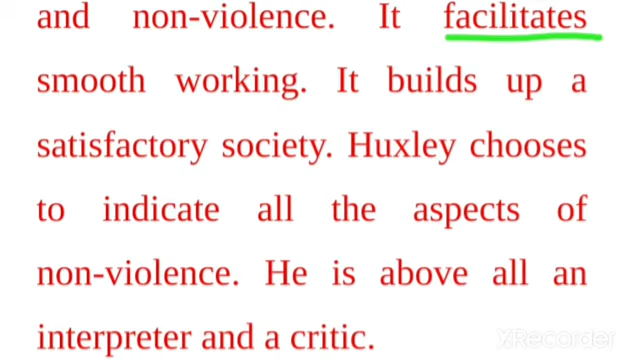 and non-violence. It facilitates
smooth working. It builds up a
satisfactory society. Huxley chooses
to indicate all the aspects of
non-violence. He is above all an
interpreter and a critic.
XRecorder